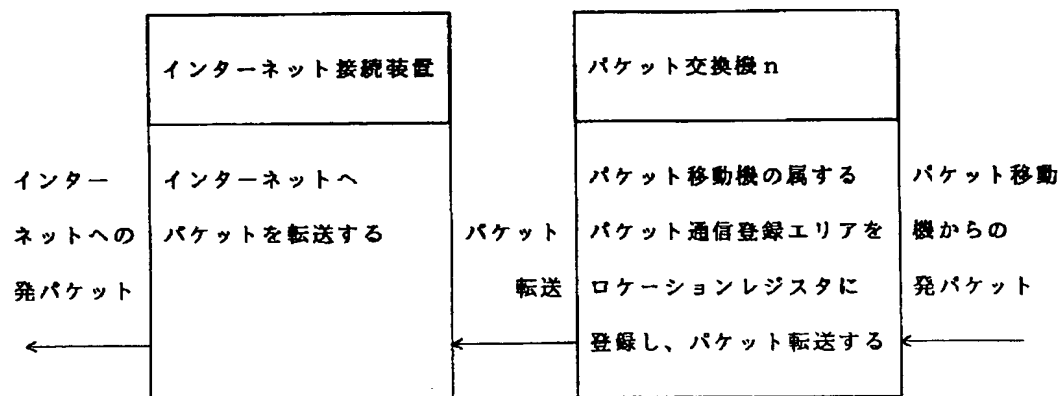 インターネット接続装置
パケット交換機n
インター
ネットへの
発パケット
インターネットへ
パケットを転送する
パケット
転送
パケット移動機の属する
パケット通信登録エリアを
ロケーションレジスタに
登録し、パケット転送する
パケット移動
機からの
発パケット